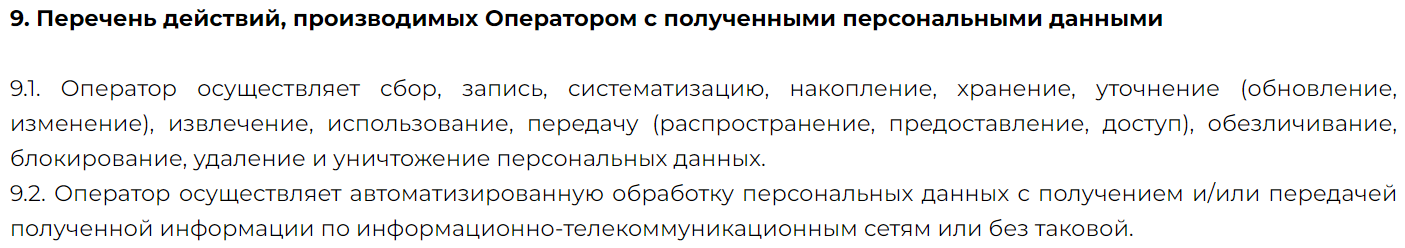 9. Перечень действий, производимых Оператором с полученными персональными данными
9.1. Оператор осуществляет сбор, запись, систематизацию, накопление, хранение, уточнение (обновление,
изменение), извлечение, использование, передачу (распространение, предоставление, доступ), обезличивание,
блокирование, удаление и уничтожение персональных данных.
9.2. Оператор осуществляет автоматизированную обработку персональных данных с получением и/или передачей
полученной информации по информационно-телекоммуникационным сетям или без таковой.